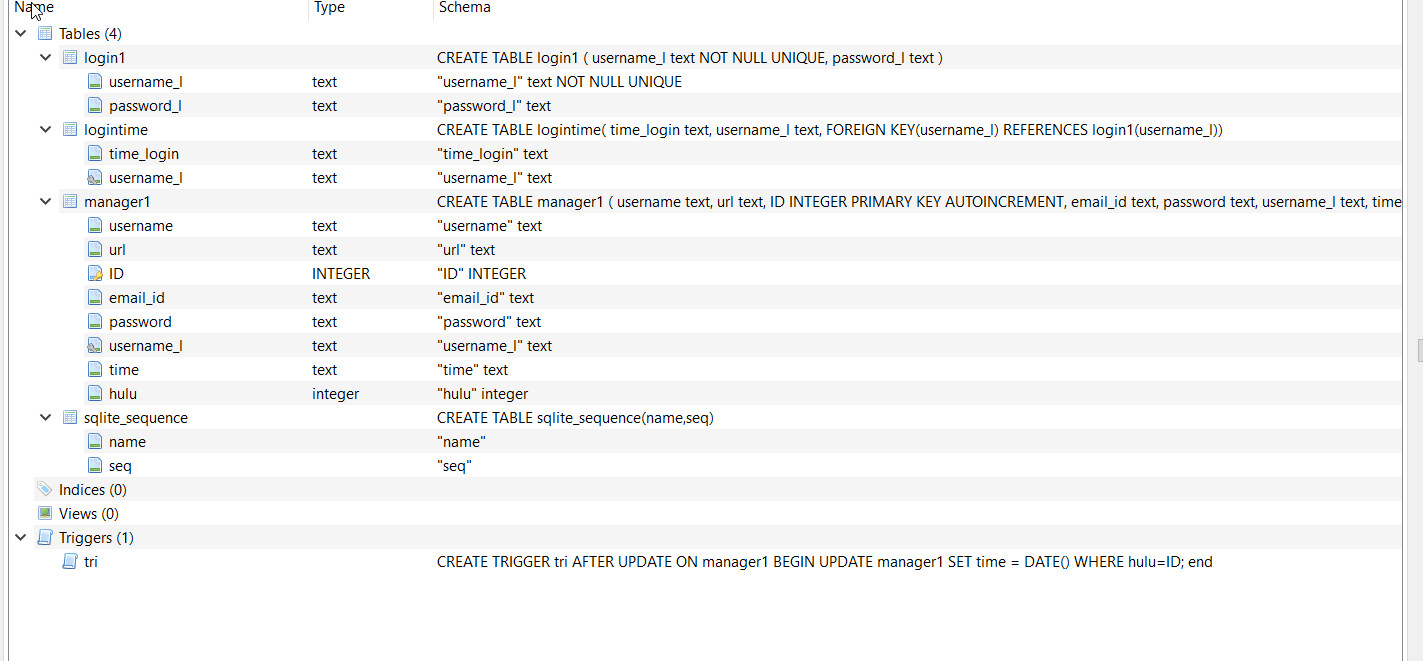 Name Type Schema
Tables (4)
login1 CREATE TABLE login1 ( username_l text NOT NULL UNIQUE, password_l text )
username_l text "username_l" text NOT NULL UNIQUE
password_l text "password_l" text
logintime CREATE TABLE logintime( time_login text, username_l text, FOREIGN KEY(username_l) REFERENCES login1(username_l))
time_login text "time_login" text
username_l text "username_l" text
manager1 CREATE TABLE manager1 ( username text, url text, ID INTEGER PRIMARY KEY AUTOINCREMENT, email_id text, password text, username_l text, time
username text "username" text
url text "url" text
ID INTEGER "ID" INTEGER
email_id text "email_id" text
password text "password" text
username_l text "username_l" text
time text "time" text
hulu integer "hulu" integer
sqlite_sequence CREATE TABLE sqlite_sequence(name,seq)
name "name"
seq "seq"
Indices (0)
Views (0)
Triggers (1)
tri CREATE TRIGGER tri AFTER UPDATE ON manager1 BEGIN UPDATE manager1 SET time = DATE() WHERE hulu=ID; end